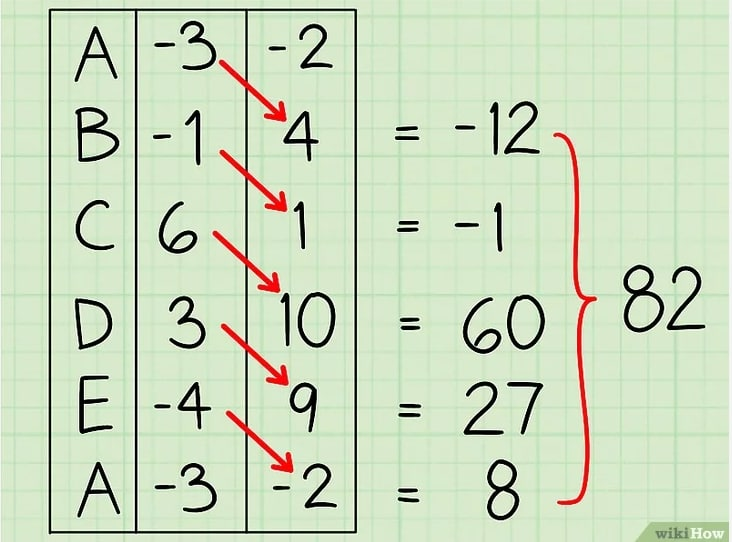 A -3 -2
B -1 4 = -12
C 6 1 = -1
D 3 10 = 60
E -4 9 = 27
A -3 -2 = 8
82
wikiHow